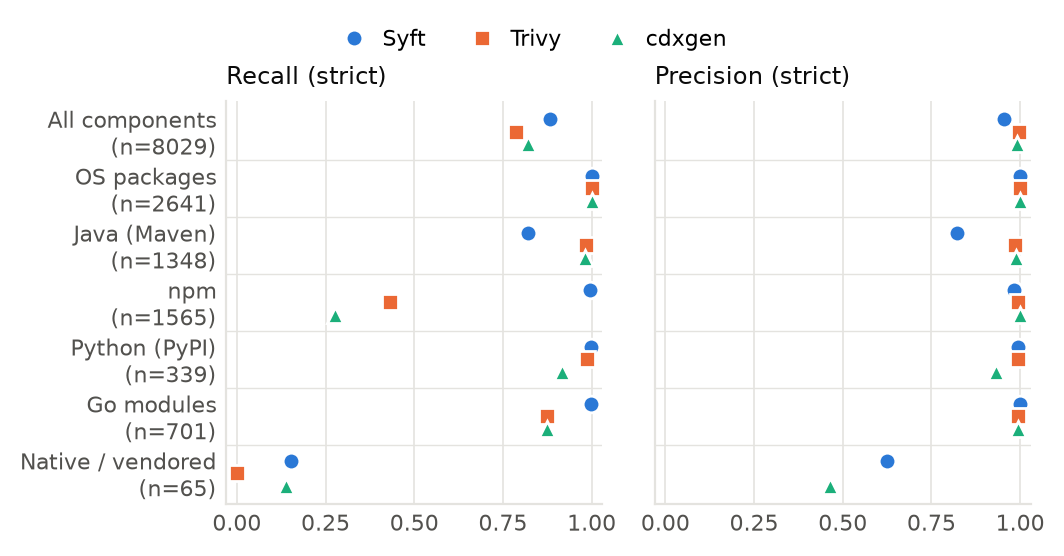 Syft Trivy cdxgen
Recall (strict) Precision (strict)
All components
(n=8029)
OS packages
(n=2641)
Java (Maven)
(n=1348)
npm
(n=1565)
Python (PyPI)
(n=339)
Go modules
(n=701)
Native / vendored
(n=65)
0.00 0.25 0.50 0.75 1.00 0.00 0.25 0.50 0.75 1.00